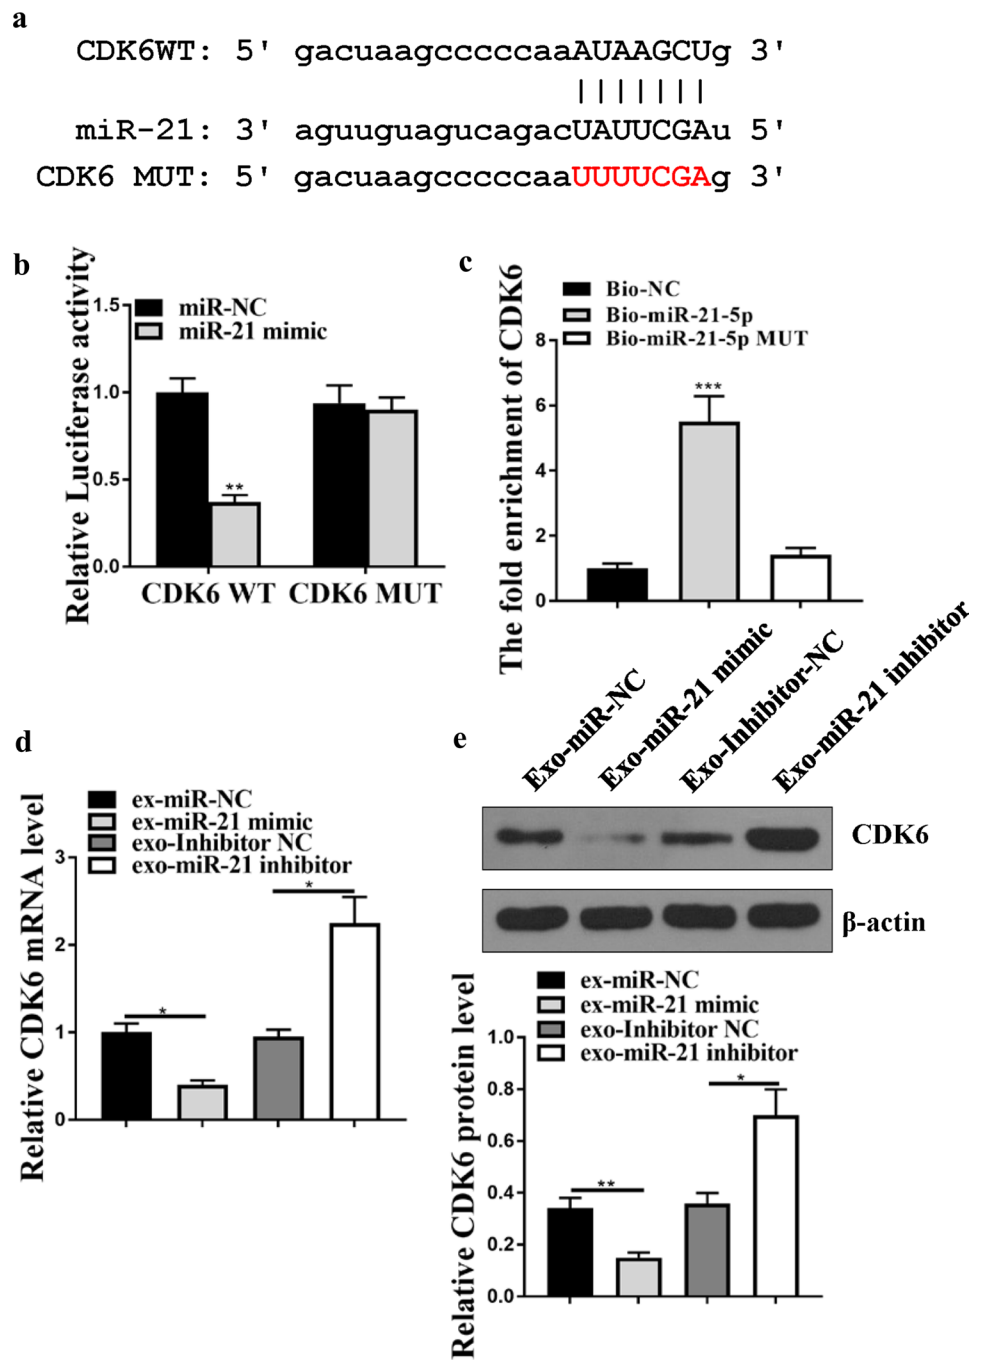 a
CDK6WT: 5' gacuaagcccccaaAUAAGCUg 3'
| | | | | | |
miR-21: 3' aguuguagucagacUAUUCGAu 5'
CDK6 MUT: 5' gacuaagcccccaaUUUUCGAg 3'
b
Relative Luciferase activity
miR-NC
miR-21 mimic
1.5
1.0
0.5
0.0
**
CDK6 WT
CDK6 MUT
c
The fold enrichment of CDK6
Bio-NC
Bio-miR-21-5p
Bio-miR-21-5p MUT
8
6
4
2
0
***
d
Relative CDK6 mRNA level
ex-miR-NC
ex-miR-21 mimic
exo-Inhibitor NC
exo-miR-21 inhibitor
3
2
1
0
*
*
e
Exo-miR-NC
Exo-miR-21 mimic
Exo-Inhibitor-NC
Exo-miR-21 inhibitor
CDK6
β-actin
Relative CDK6 protein level
ex-miR-NC
ex-miR-21 mimic
exo-Inhibitor NC
exo-miR-21 inhibitor
1.0
0.8
0.6
0.4
0.2
0.0
**
*